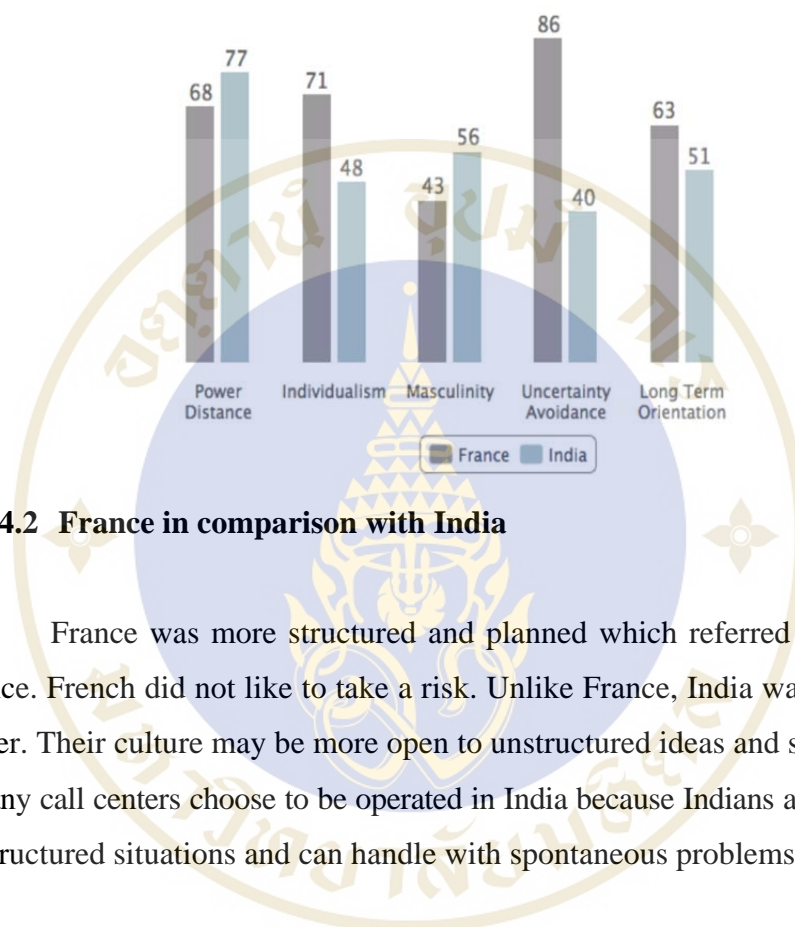 86
77
71
68
63
56
51
48
43
40
Power Distance
Individualism
Masculinity
Uncertainty Avoidance
Long Term Orientation
France India
4.2 France in comparison with India
France was more structured and planned which referred
ce. French did not like to take a risk. Unlike France, India wa
er. Their culture may be more open to unstructured ideas and s
ny call centers choose to be operated in India because Indians a
ructured situations and can handle with spontaneous problems